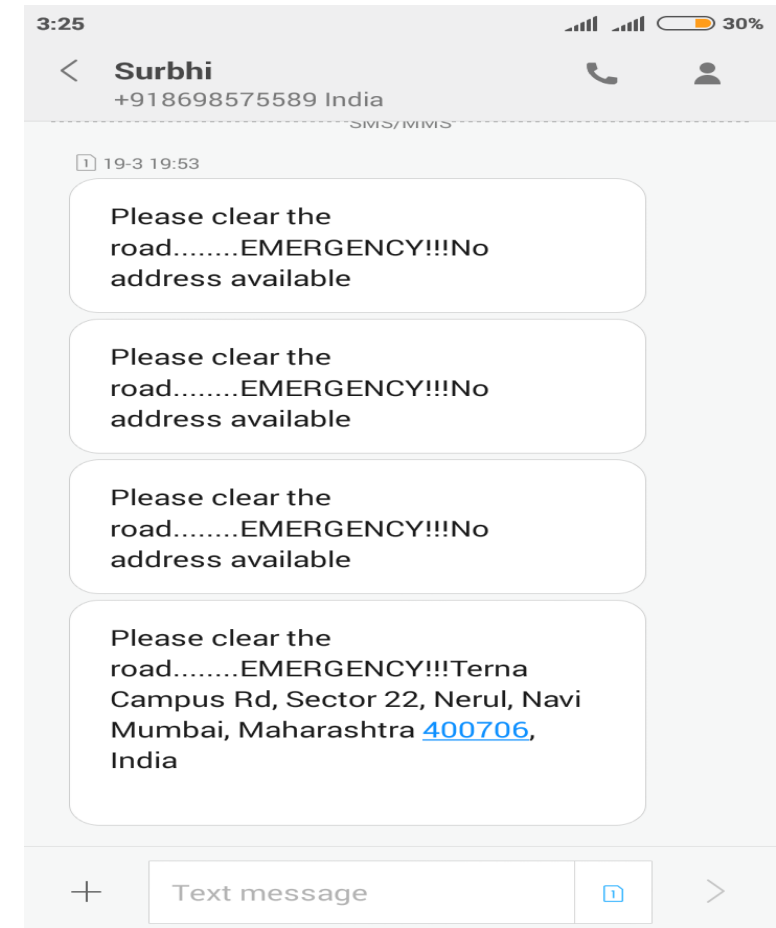 3:25 30%
Surbhi
+918698575589 India
SMS/MMS
1 19-3 19:53
Please clear the
road........EMERGENCY!!!No
address available
Please clear the
road........EMERGENCY!!!No
address available
Please clear the
road........EMERGENCY!!!No
address available
Please clear the
road........EMERGENCY!!!Terna
Campus Rd, Sector 22, Nerul, Navi
Mumbai, Maharashtra 400706,
India
Text message 1